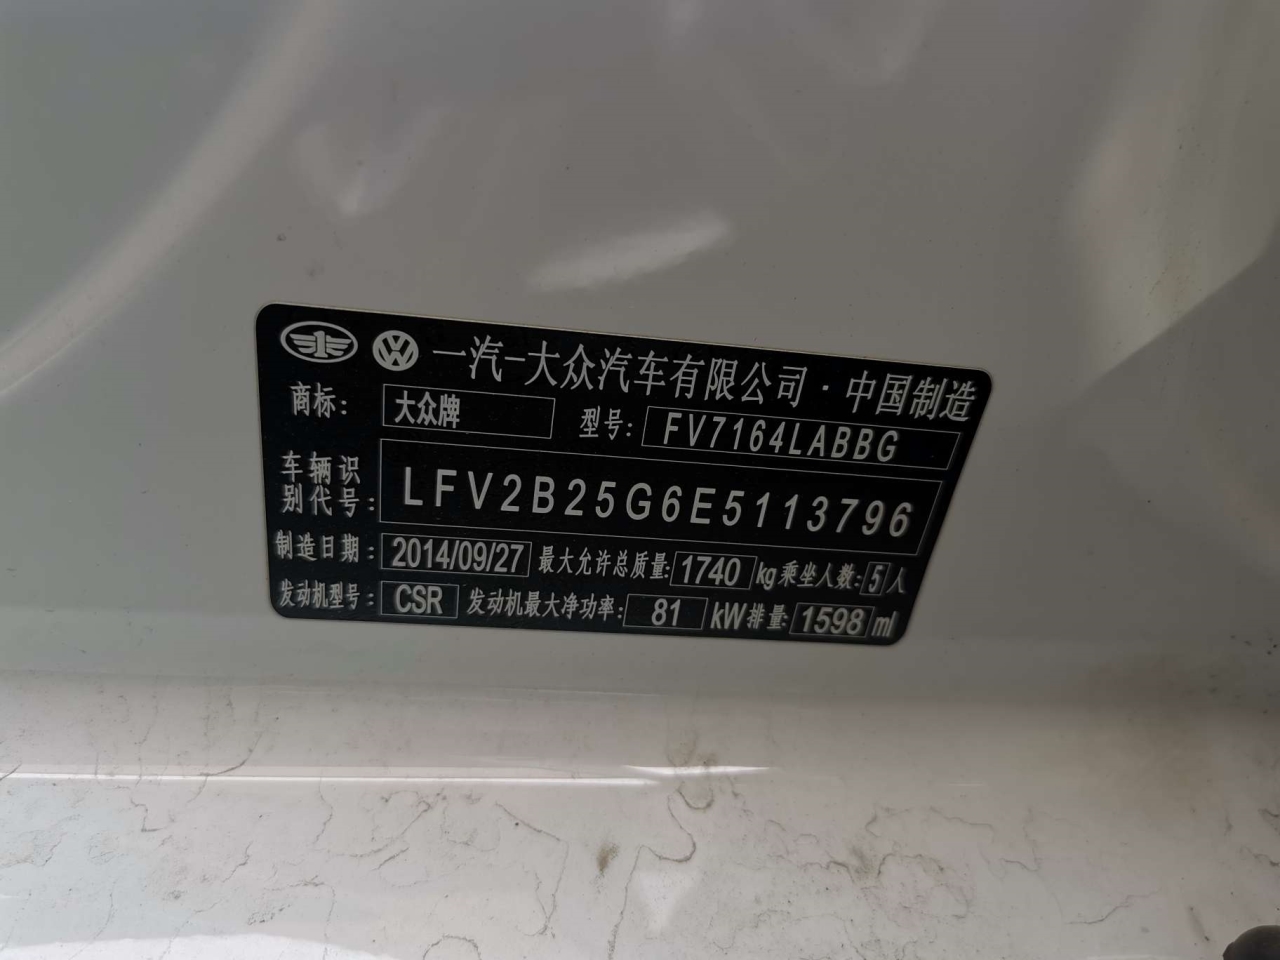 一汽-大众汽车有限公司·中国制造
商标: 大众牌 型号: FV7164LABBG
车辆识别代号: LFV2B25G6E5113796
制造日期: 2014/09/27 最大允许总质量: 1740 kg 乘坐人数: 5 人
发动机型号: CSR 发动机最大净功率: 81 kW 排量: 1598 ml